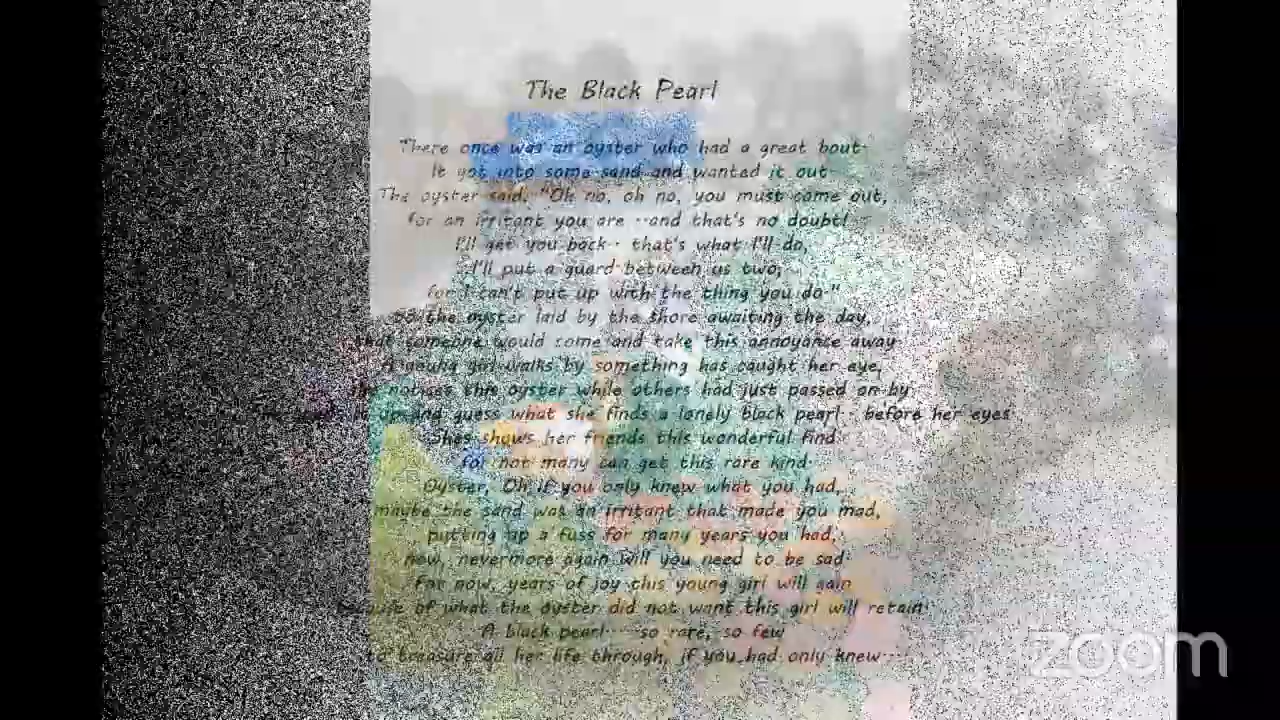 The Black Pearl
There once was an oyster who had a great bout
It got into some sand and wanted it out
The oyster said, "Oh no, oh no, you must come out,
for an irritant you are --and that's no doubt!
I'll get you back-- that's what I'll do,
I'll put a guard between us two,
for I can't put up with the thing you do."
So the oyster laid by the shore awaiting the day,
that someone would come and take this annoyance away.
A young girl walks by something has caught her eye,
notices this oyster while others had just passed on by
up and guess what she finds a lonely black pearl-- before her eyes
Shes shows her friends this wonderful find
for not many can get this rare kind.
Oyster, Oh if you only knew what you had,
maybe the sand was an irritant that made you mad,
putting up a fuss for many years you had,
now, nevermore again will you need to be sad
For now, years of joy this young girl will gain
because of what the oyster did not want this girl will retain!
A black pearl----so rare, so few
to treasure all her life through, if you had only knew---
zoom